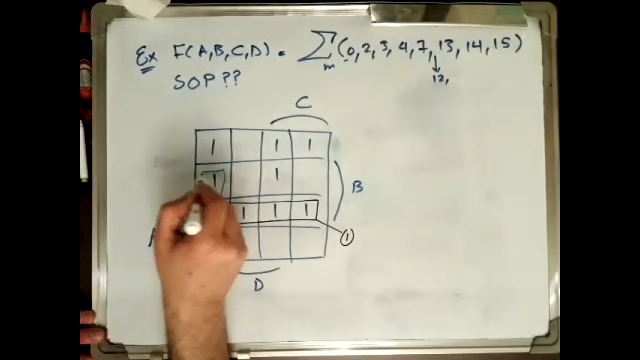 Ex F(A,B,C,D) = Σm(0,2,3,4,7,13,14,15)
12,
SOP??
C
1 1 1
1 1 B
1 1 1
A 1
D